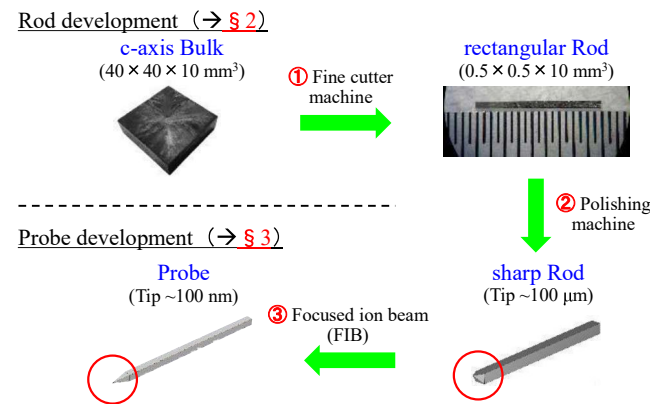 Rod development (→ §2)
c-axis Bulk
(40×40×10 mm³)
① Fine cutter
machine
rectangular Rod
(0.5×0.5×10 mm³)
② Polishing
machine
Probe development (→ §3)
Probe
(Tip ~100 nm)
③ Focused ion beam
(FIB)
sharp Rod
(Tip ~100 μm)